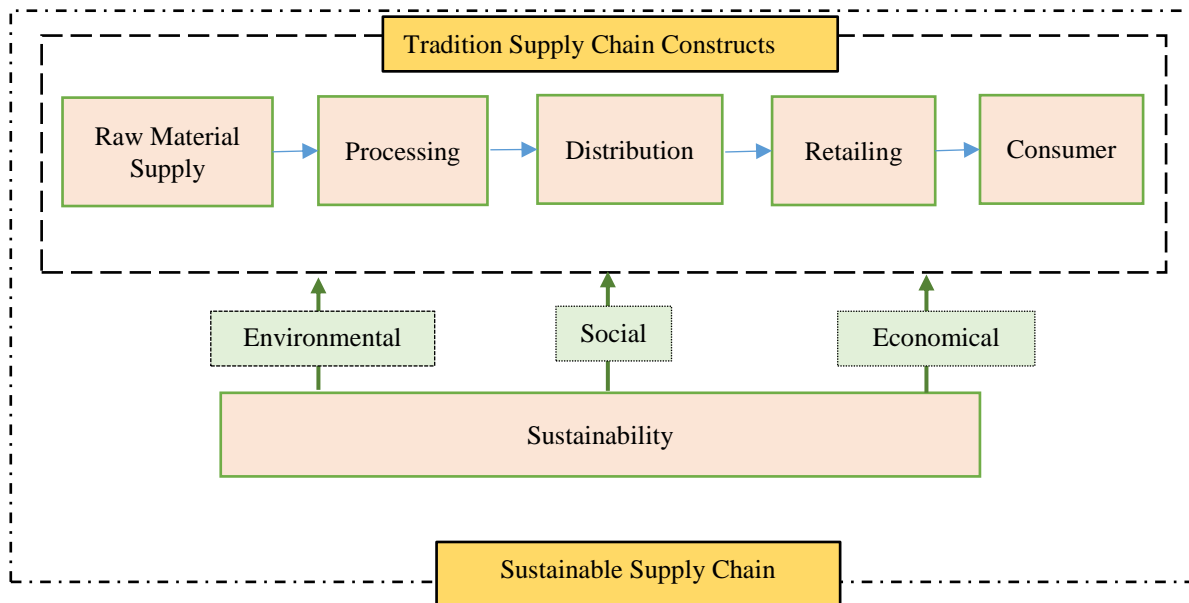 Tradition Supply Chain Constructs
Raw Material
Supply
Processing
Distribution
Retailing
Consumer
Environmental
Social
Economical
Sustainability
Sustainable Supply Chain